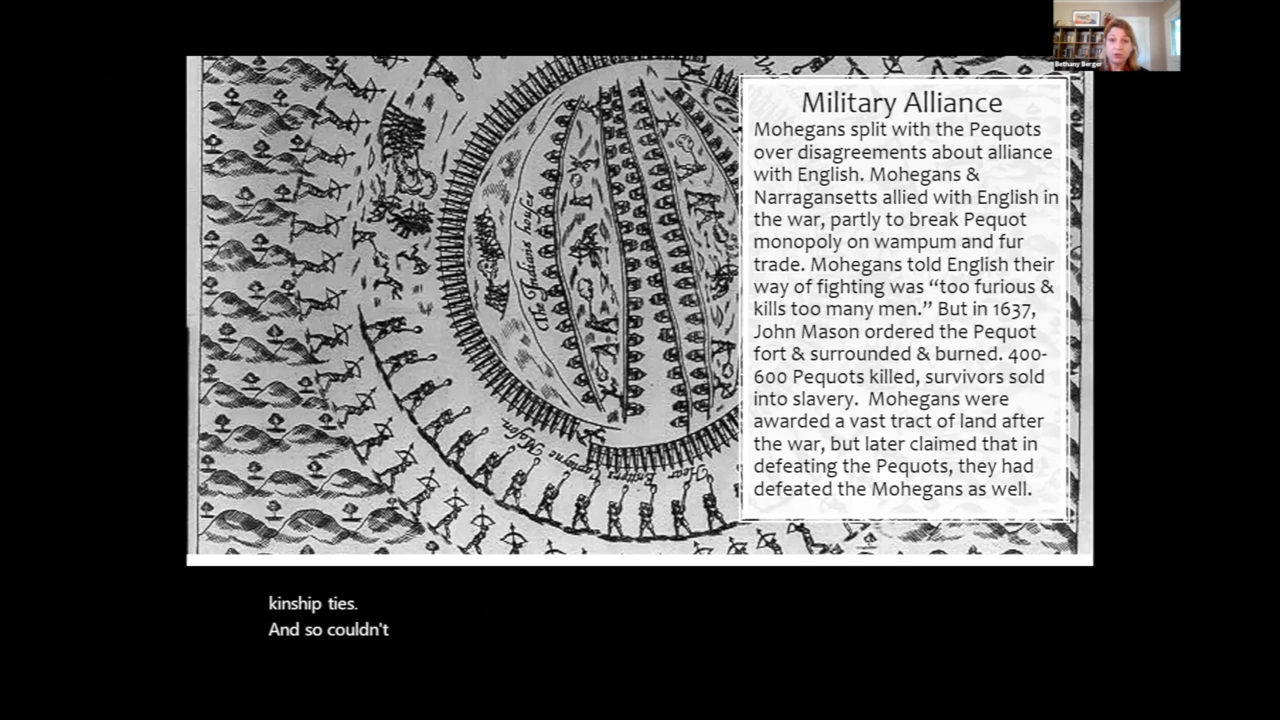 Bethany Berger
Military Alliance
Mohegans split with the Pequots
over disagreements about alliance
with English. Mohegans &
Narragansetts allied with English in
the war, partly to break Pequot
monopoly on wampum and fur
trade. Mohegans told English their
way of fighting was “too furious &
kills too many men.” But in 1637,
John Mason ordered the Pequot
fort & surrounded & burned. 400-
600 Pequots killed, survivors sold
into slavery.  Mohegans were
awarded a vast tract of land after
the war, but later claimed that in
defeating the Pequots, they had
defeated the Mohegans as well.
The Indians houses
kinship ties.
And so couldn't